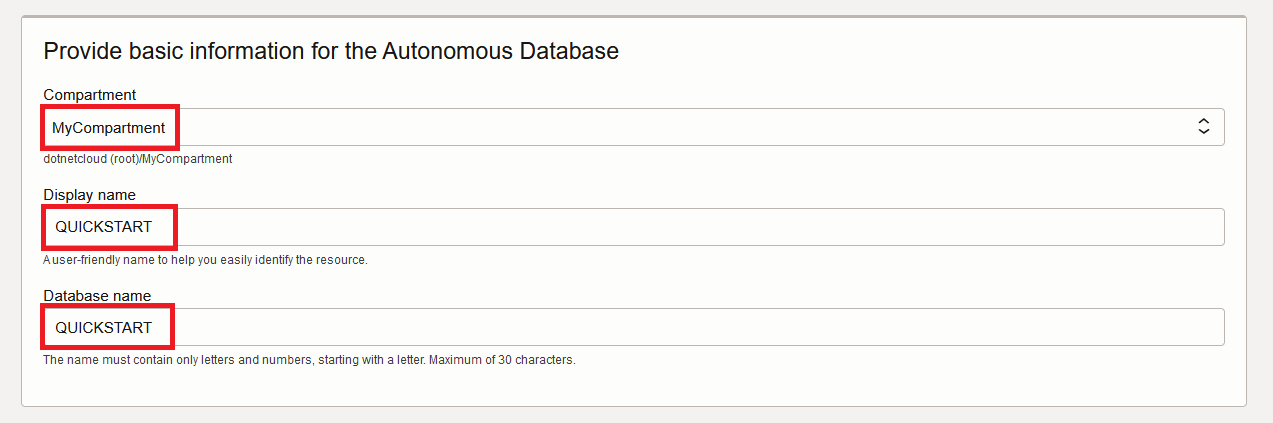 Provide basic information for the Autonomous Database
Compartment
MyCompartment
dotnetcloud (root)/MyCompartment
Display name
QUICKSTART
A user-friendly name to help you easily identify the resource.
Database name
QUICKSTART
The name must contain only letters and numbers, starting with a letter. Maximum of 30 characters.